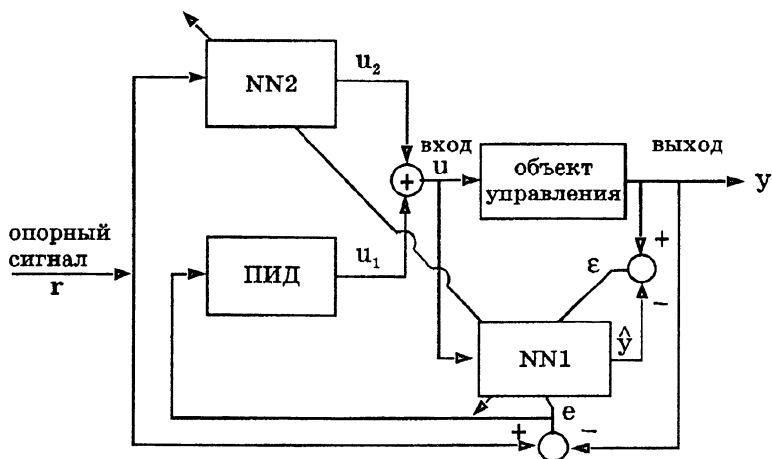 NN2
u₂
вход
u
объект
управления
выход
y
опорный
сигнал
r
ПИД
u₁
+
+
ε
−
NN1
ŷ
e
+
−